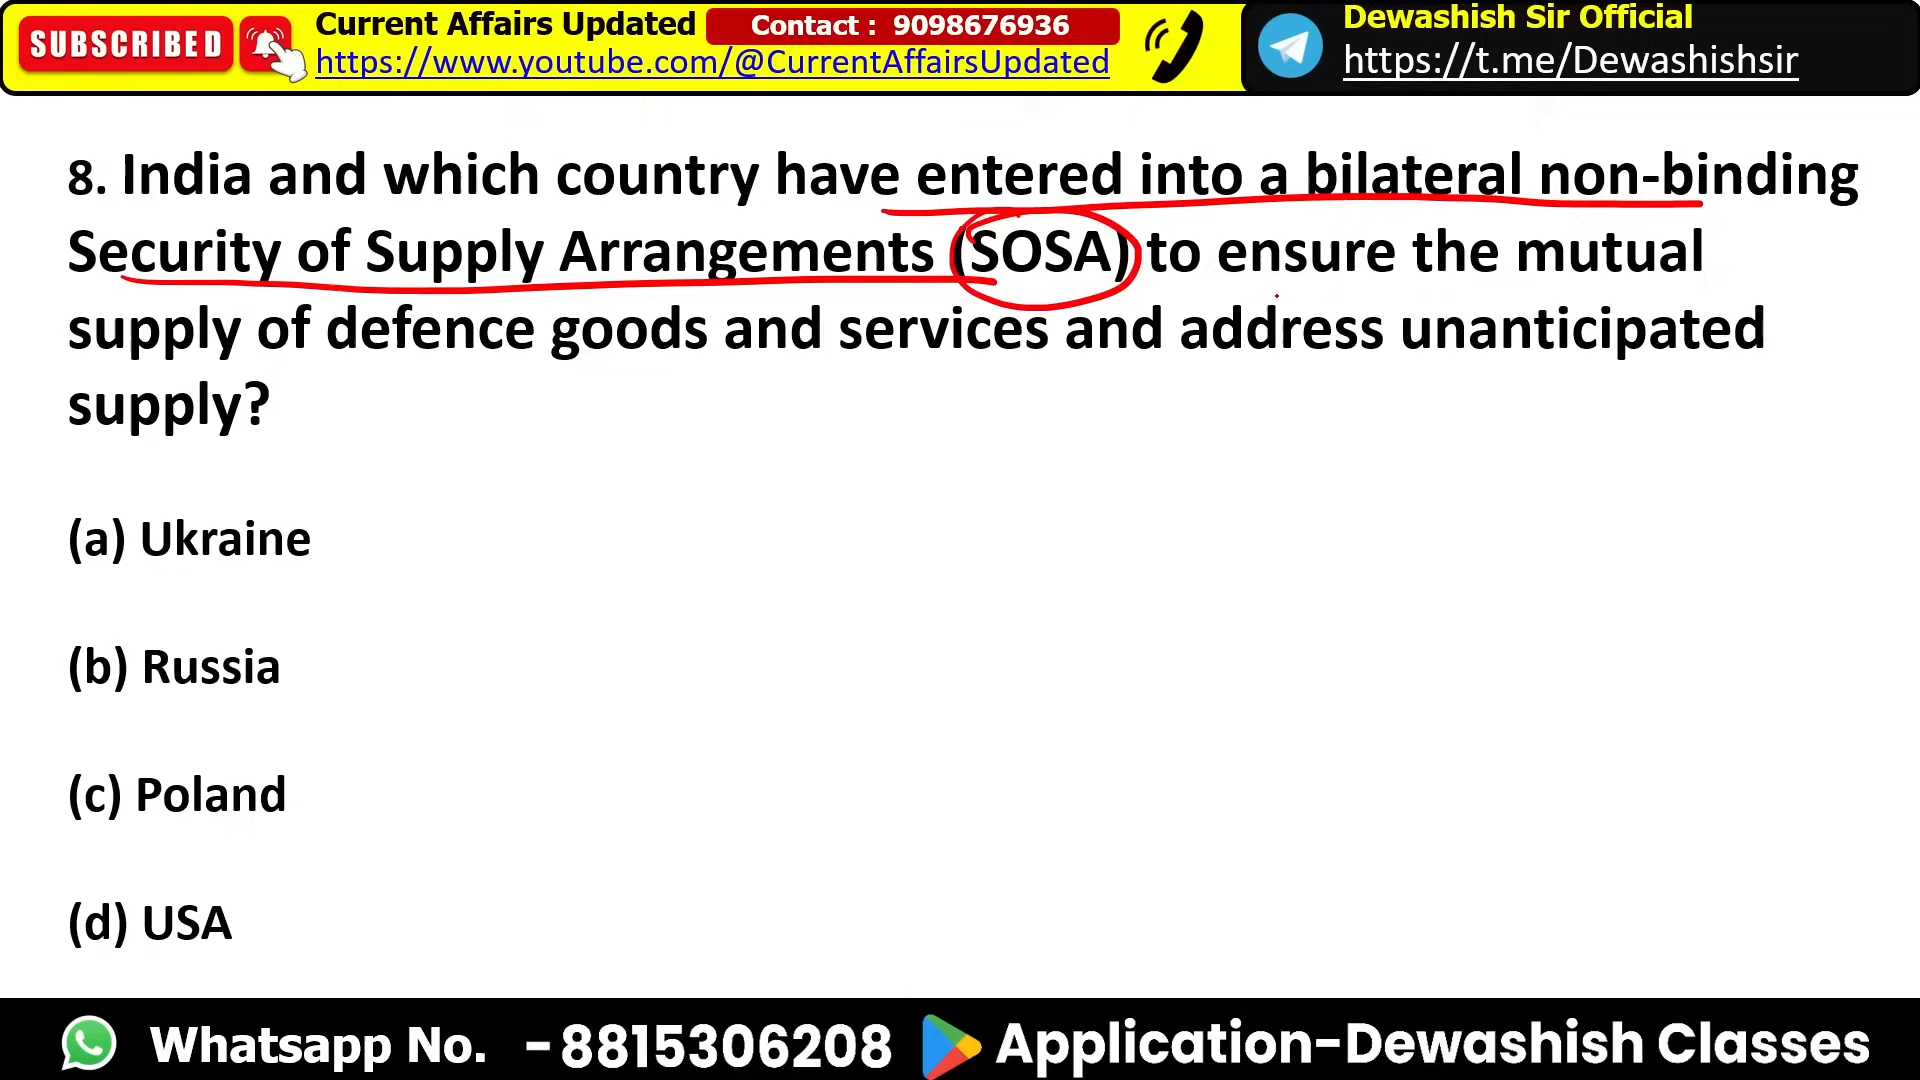 SUBSCRIBED
Current Affairs Updated
Contact : 9098676936
https://www.youtube.com/@CurrentAffairsUpdated
Dewashish Sir Official
https://t.me/Dewashishsir
8. India and which country have entered into a bilateral non-binding
Security of Supply Arrangements (SOSA) to ensure the mutual
supply of defence goods and services and address unanticipated
supply?
(a) Ukraine
(b) Russia
(c) Poland
(d) USA
Whatsapp No. -8815306208
Application-Dewashish Classes